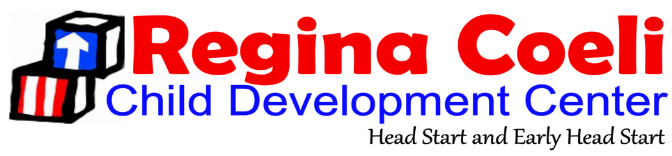 Regina Coeli
Child Development Center
Head Start and Early Head Start